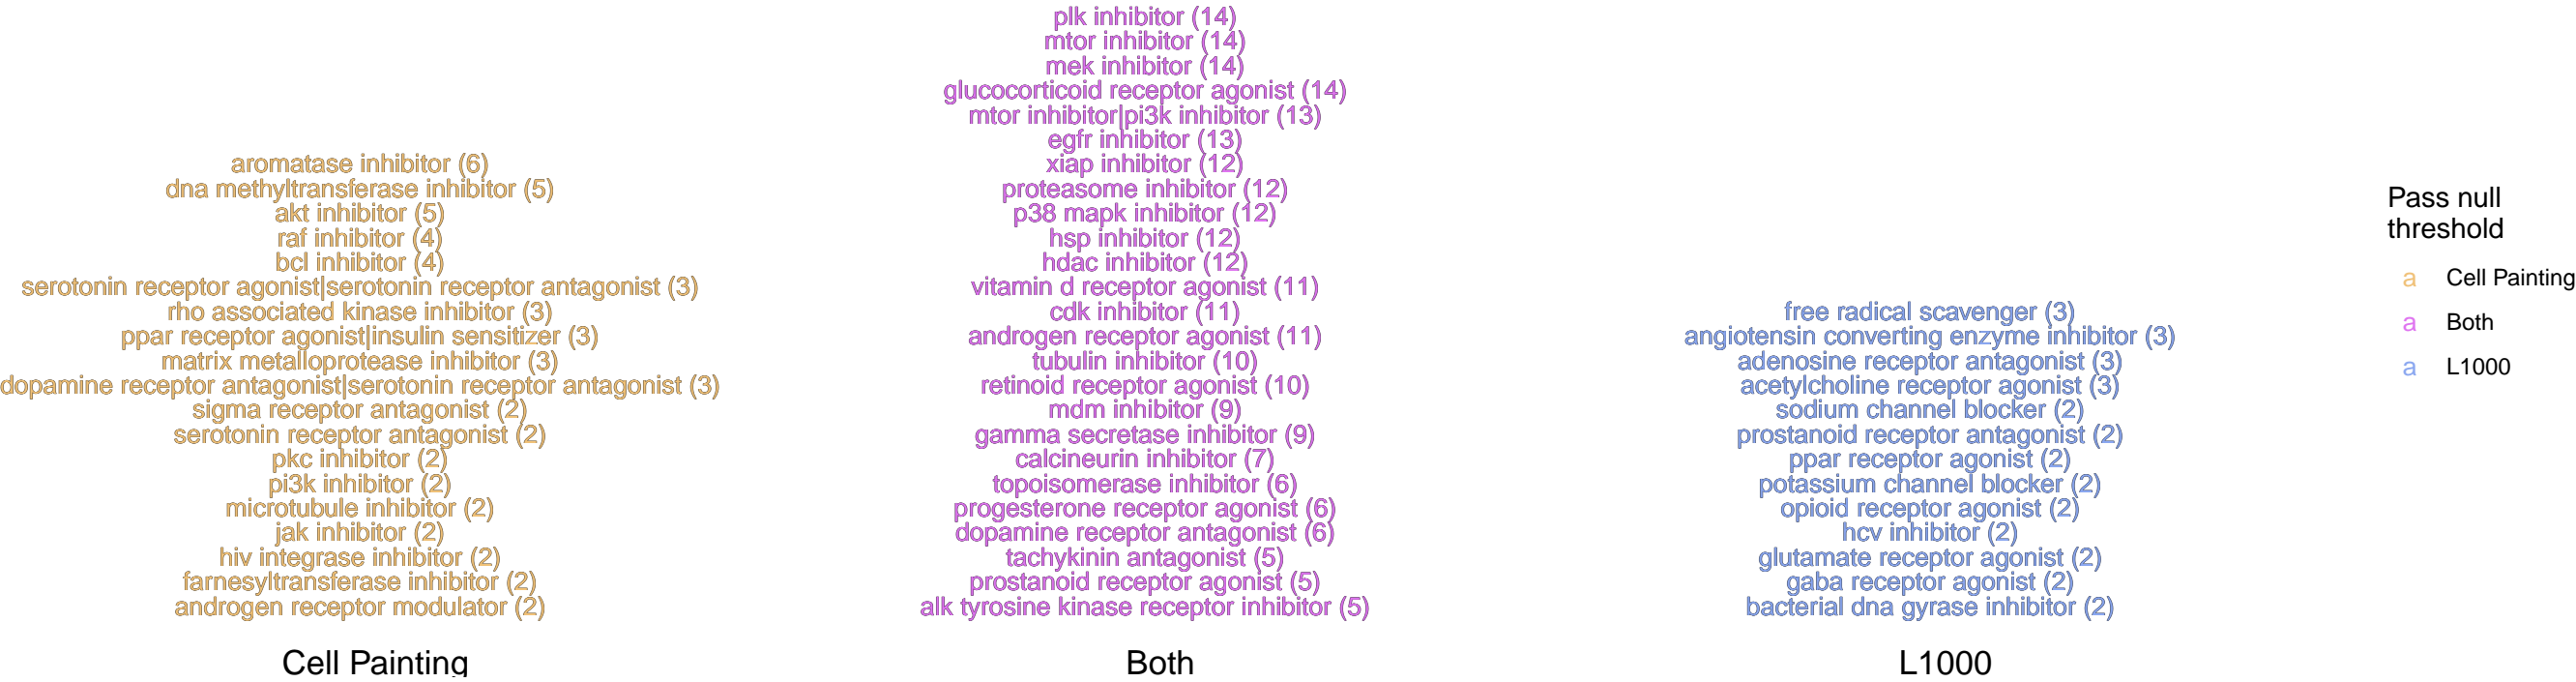 aromatase inhibitor (6)
dna methyltransferase inhibitor (5)
akt inhibitor (5)
raf inhibitor (4)
bcl inhibitor (4)
serotonin receptor agonist|serotonin receptor antagonist (3)
rho associated kinase inhibitor (3)
ppar receptor agonist|insulin sensitizer (3)
matrix metalloprotease inhibitor (3)
dopamine receptor antagonist|serotonin receptor antagonist (3)
sigma receptor antagonist (2)
serotonin receptor antagonist (2)
pkc inhibitor (2)
pi3k inhibitor (2)
microtubule inhibitor (2)
jak inhibitor (2)
hiv integrase inhibitor (2)
farnesyltransferase inhibitor (2)
androgen receptor modulator (2)
Cell Painting
plk inhibitor (14)
mtor inhibitor (14)
mek inhibitor (14)
glucocorticoid receptor agonist (14)
mtor inhibitor|pi3k inhibitor (13)
egfr inhibitor (13)
xiap inhibitor (12)
proteasome inhibitor (12)
p38 mapk inhibitor (12)
hsp inhibitor (12)
hdac inhibitor (12)
vitamin d receptor agonist (11)
cdk inhibitor (11)
androgen receptor agonist (11)
tubulin inhibitor (10)
retinoid receptor agonist (10)
mdm inhibitor (9)
gamma secretase inhibitor (9)
calcineurin inhibitor (7)
topoisomerase inhibitor (6)
progesterone receptor agonist (6)
dopamine receptor antagonist (6)
tachykinin antagonist (5)
prostanoid receptor agonist (5)
alk tyrosine kinase receptor inhibitor (5)
Both
free radical scavenger (3)
angiotensin converting enzyme inhibitor (3)
adenosine receptor antagonist (3)
acetylcholine receptor agonist (3)
sodium channel blocker (2)
prostanoid receptor antagonist (2)
ppar receptor agonist (2)
potassium channel blocker (2)
opioid receptor agonist (2)
hcv inhibitor (2)
glutamate receptor agonist (2)
gaba receptor agonist (2)
bacterial dna gyrase inhibitor (2)
L1000
Pass null
threshold
a Cell Painting
a Both
a L1000